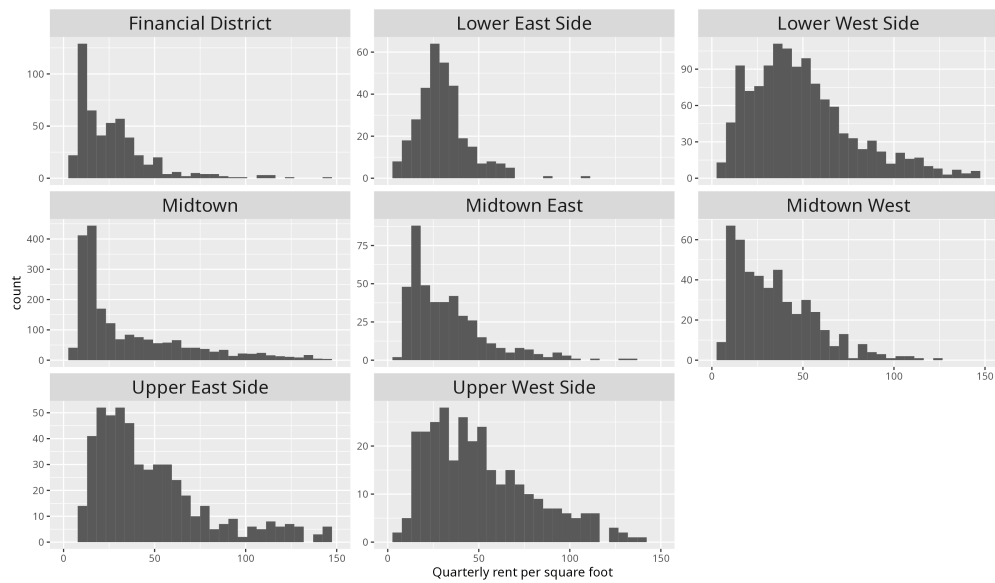 Financial District
Lower East Side
Lower West Side
100
50
0
60
40
20
0
90
60
30
0
Midtown
Midtown East
Midtown West
400
300
200
100
0
75
50
25
0
60
40
20
0
0 50 100 150
Upper East Side
Upper West Side
50
40
30
20
10
0
20
10
0
0 50 100 150
0 50 100 150
count
Quarterly rent per square foot